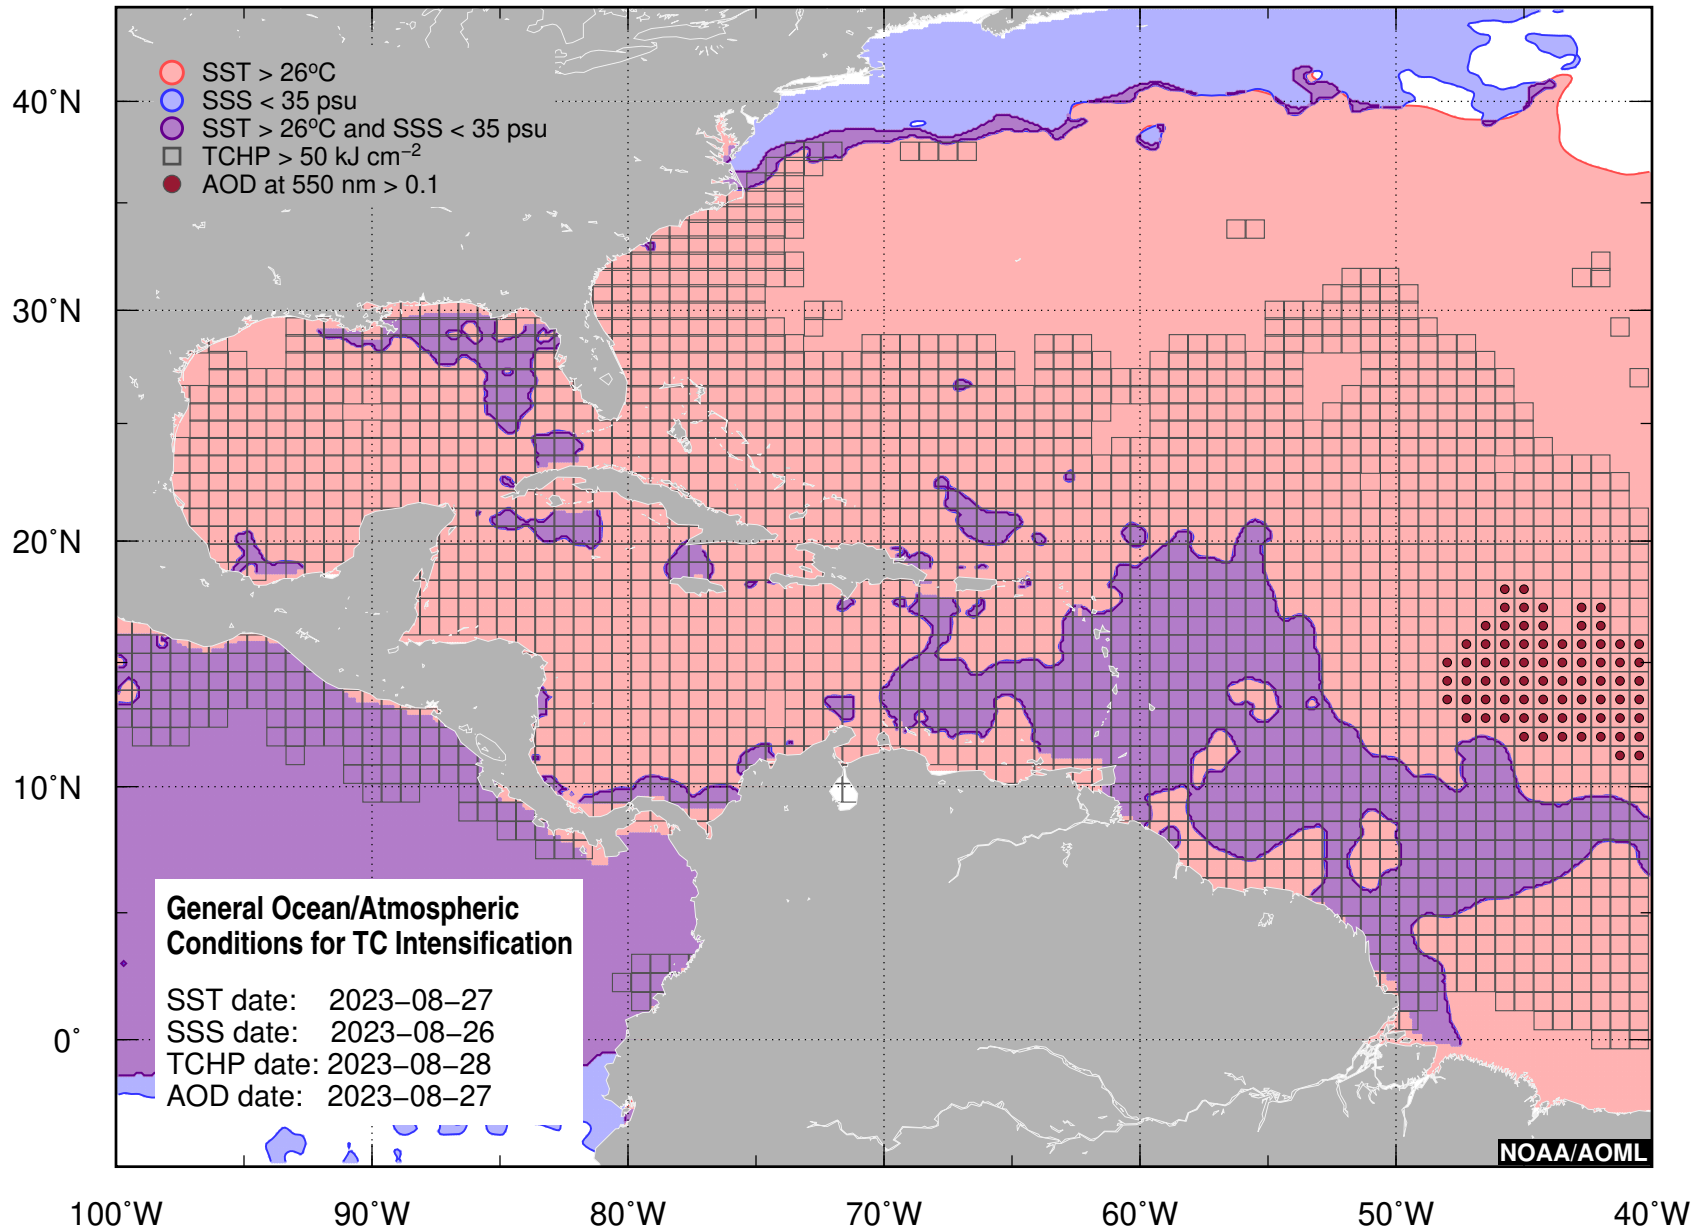 SST > 26°C
SSS < 35 psu
SST > 26°C and SSS < 35 psu
TCHP > 50 kJ cm⁻²
AOD at 550 nm > 0.1
40°N
30°N
20°N
10°N
0°
General Ocean/Atmospheric
Conditions for TC Intensification
SST date: 2023−08−27
SSS date: 2023−08−26
TCHP date: 2023−08−28
AOD date: 2023−08−27
NOAA/AOML
100°W 90°W 80°W 70°W 60°W 50°W 40°W